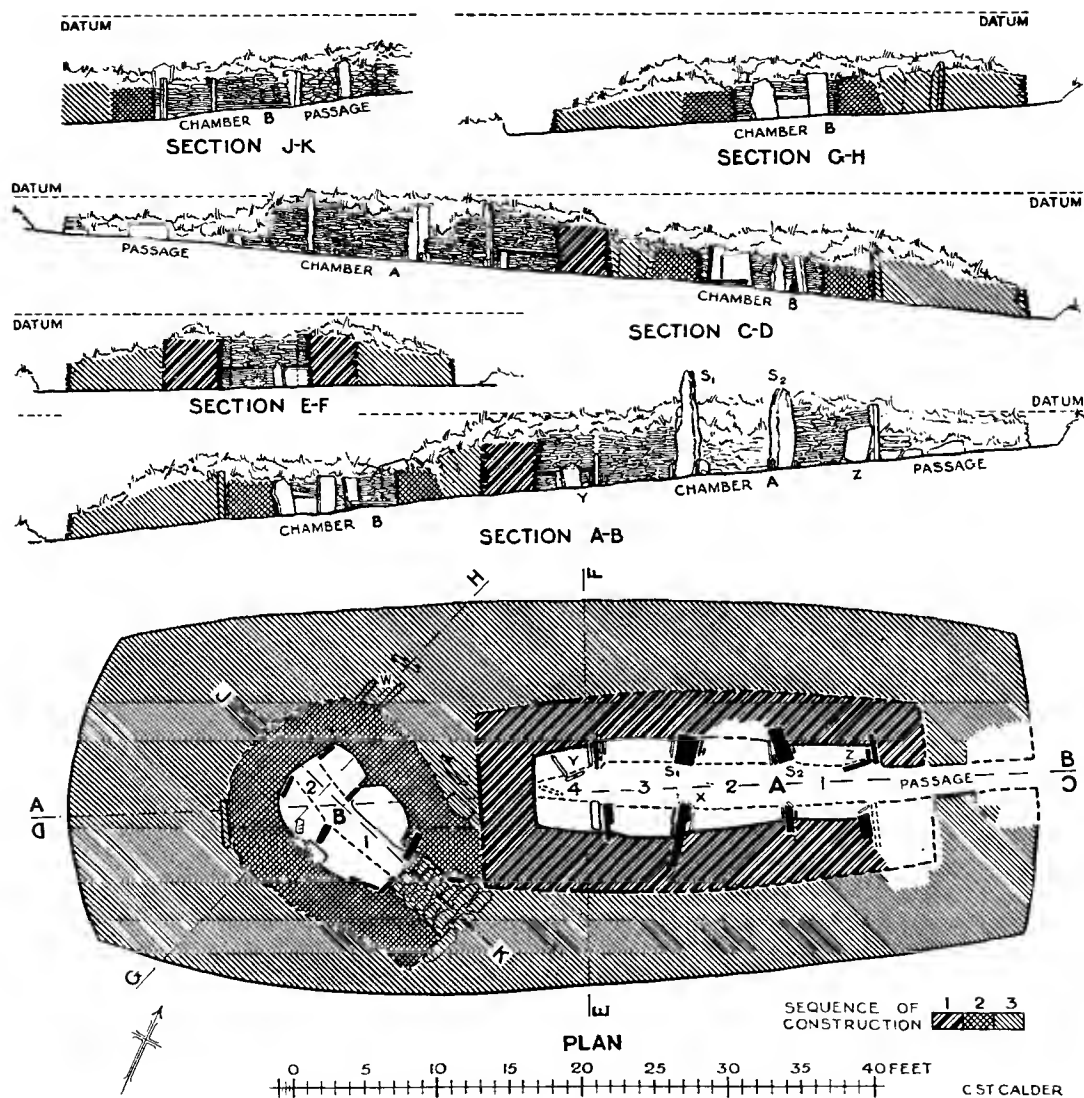 DATUM
DATUM
CHAMBER B PASSAGE
SECTION J-K
CHAMBER B
SECTION G-H
DATUM
DATUM
PASSAGE
CHAMBER A
CHAMBER B
SECTION C-D
DATUM
SECTION E-F
DATUM
S1
S2
Y
CHAMBER A
Z
PASSAGE
CHAMBER B
SECTION A-B
H
F
J
W
A
D
2
B
1
Y
4
3
S1
X
2
A
S2
1
Z
PASSAGE
B
C
K
G
E
SEQUENCE OF CONSTRUCTION
1 2 3
PLAN
0 5 10 15 20 25 30 35 40 FEET
C ST CALDER